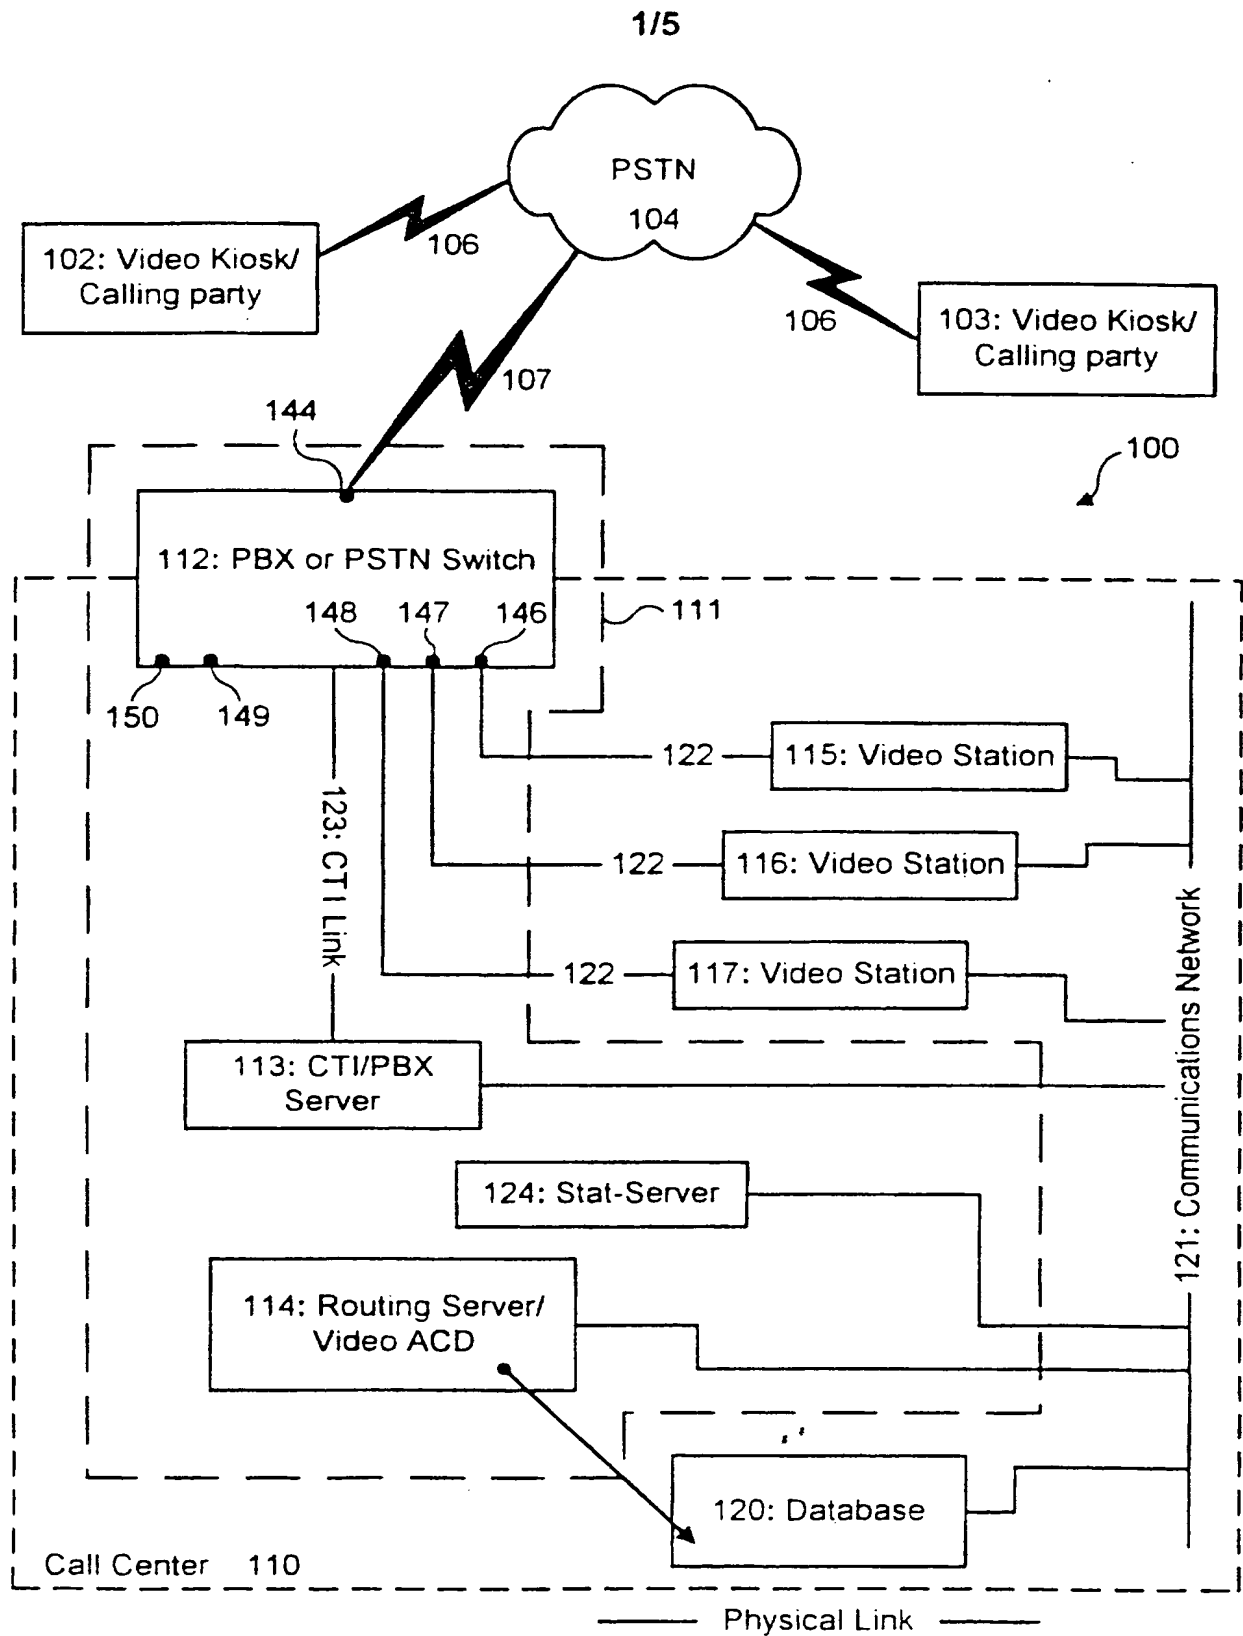 1/5
PSTN
104
106
102: Video Kiosk/
Calling party
106
103: Video Kiosk/
Calling party
107
144
100
112: PBX or PSTN Switch
148
147
146
111
150
149
122
115: Video Station
123: CTI Link
122
116: Video Station
122
117: Video Station
121: Communications Network
113: CTI/PBX
Server
124: Stat-Server
114: Routing Server/
Video ACD
120: Database
Call Center 110
Physical Link